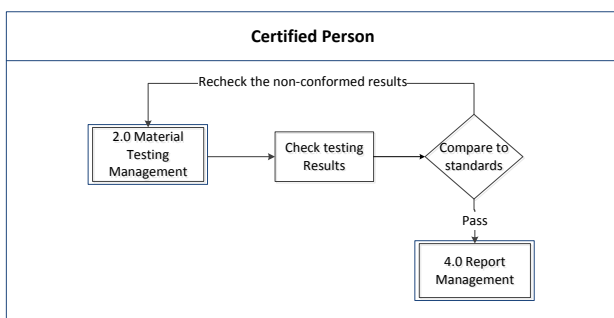 Certified Person
Recheck the non-conformed results
2.0 Material
Testing
Management
Check testing
Results
Compare to
standards
Pass
4.0 Report
Management